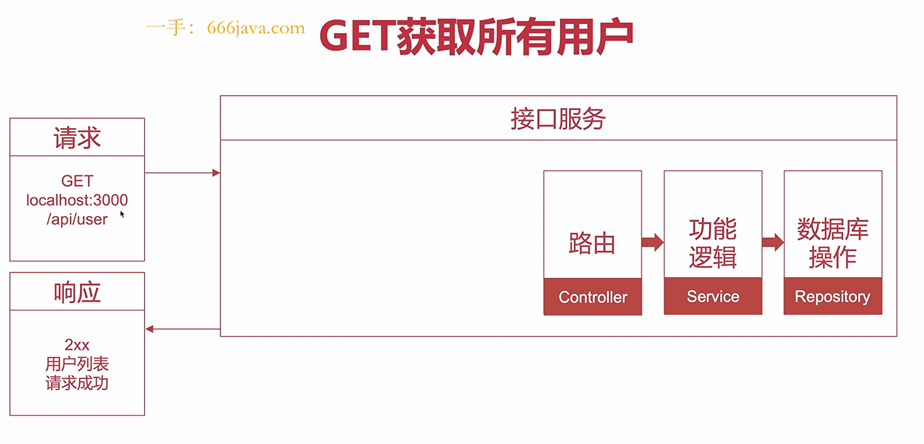 一手：666java.com
GET获取所有用户
接口服务
请求
GET
localhost:3000
/api/user
响应
2xx
用户列表
请求成功
路由
Controller
功能
逻辑
Service
数据库
操作
Repository